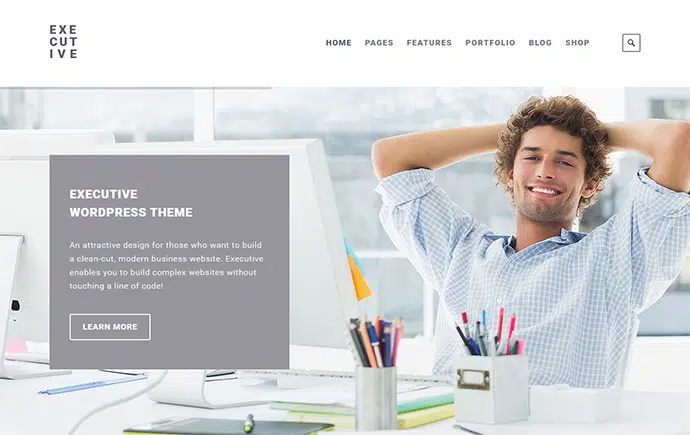 EXE
CUT
IVE
HOME PAGES FEATURES PORTFOLIO BLOG SHOP
EXECUTIVE
WORDPRESS THEME
An attractive design for those who want to build
a clean-cut, modern business website. Executive
enables you to build complex websites without
touching a line of code!
LEARN MORE